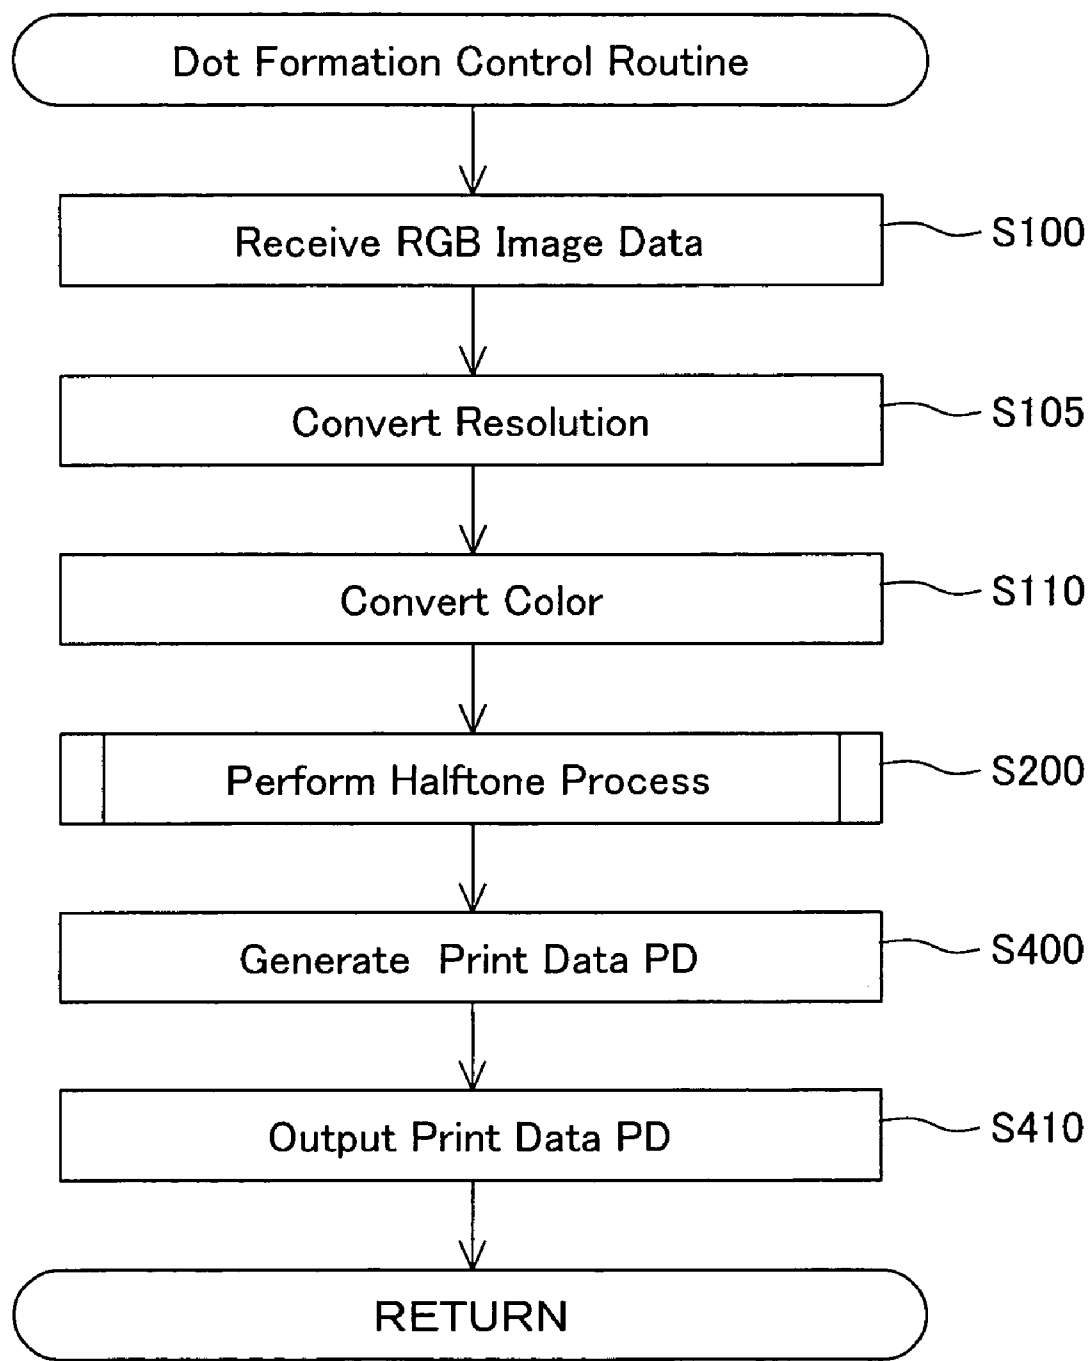 Dot Formation Control Routine
Receive RGB Image Data
S100
Convert Resolution
S105
Convert Color
S110
Perform Halftone Process
S200
Generate Print Data PD
S400
Output Print Data PD
S410
RETURN